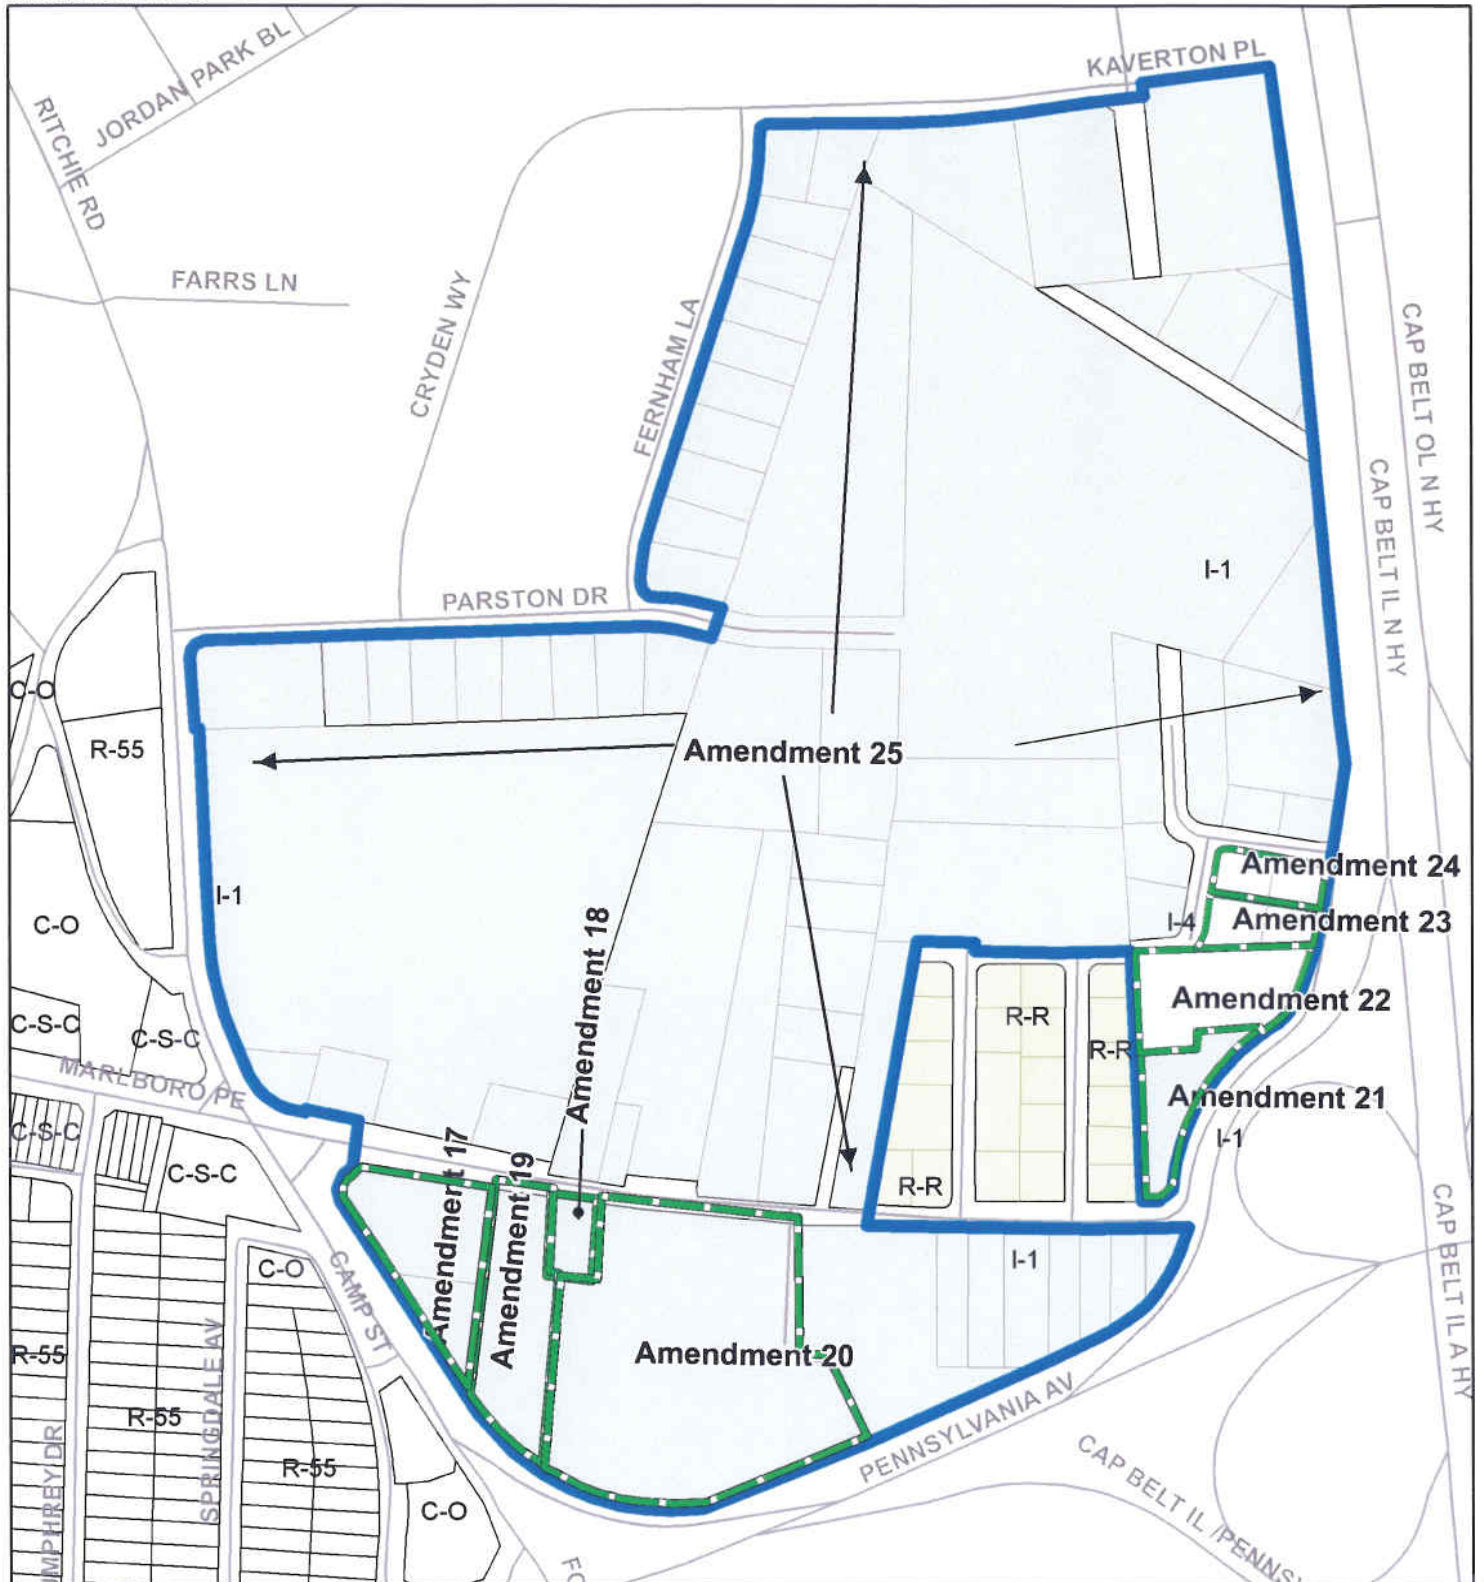 KAVERTON PL
JORDAN PARK BL
RITCHIE RD
FARRS LN
CRYDEN WY
FERNHAM LA
CAP BELT OL N HY
CAP BELT IL N HY
I-1
PARSTON DR
C-O
R-55
Amendment 25
Amendment 24
I-1
C-O
Amendment 18
I-4
Amendment 23
Amendment 22
C-S-C
C-S-C
R-R
R-R
MARLBORO PE
Amendment 21
C-S-C
I-1
Amendment 17
Amendment 19
C-S-C
R-R
CAP BELT IL A HY
C-O
I-1
CAMP ST
R-55
SPRINGDALE AV
Amendment 20
R-55
R-55
PENNSYLVANIA AV
CAP BELT IL /PENNS
C-O
UMPHREY DR
FO